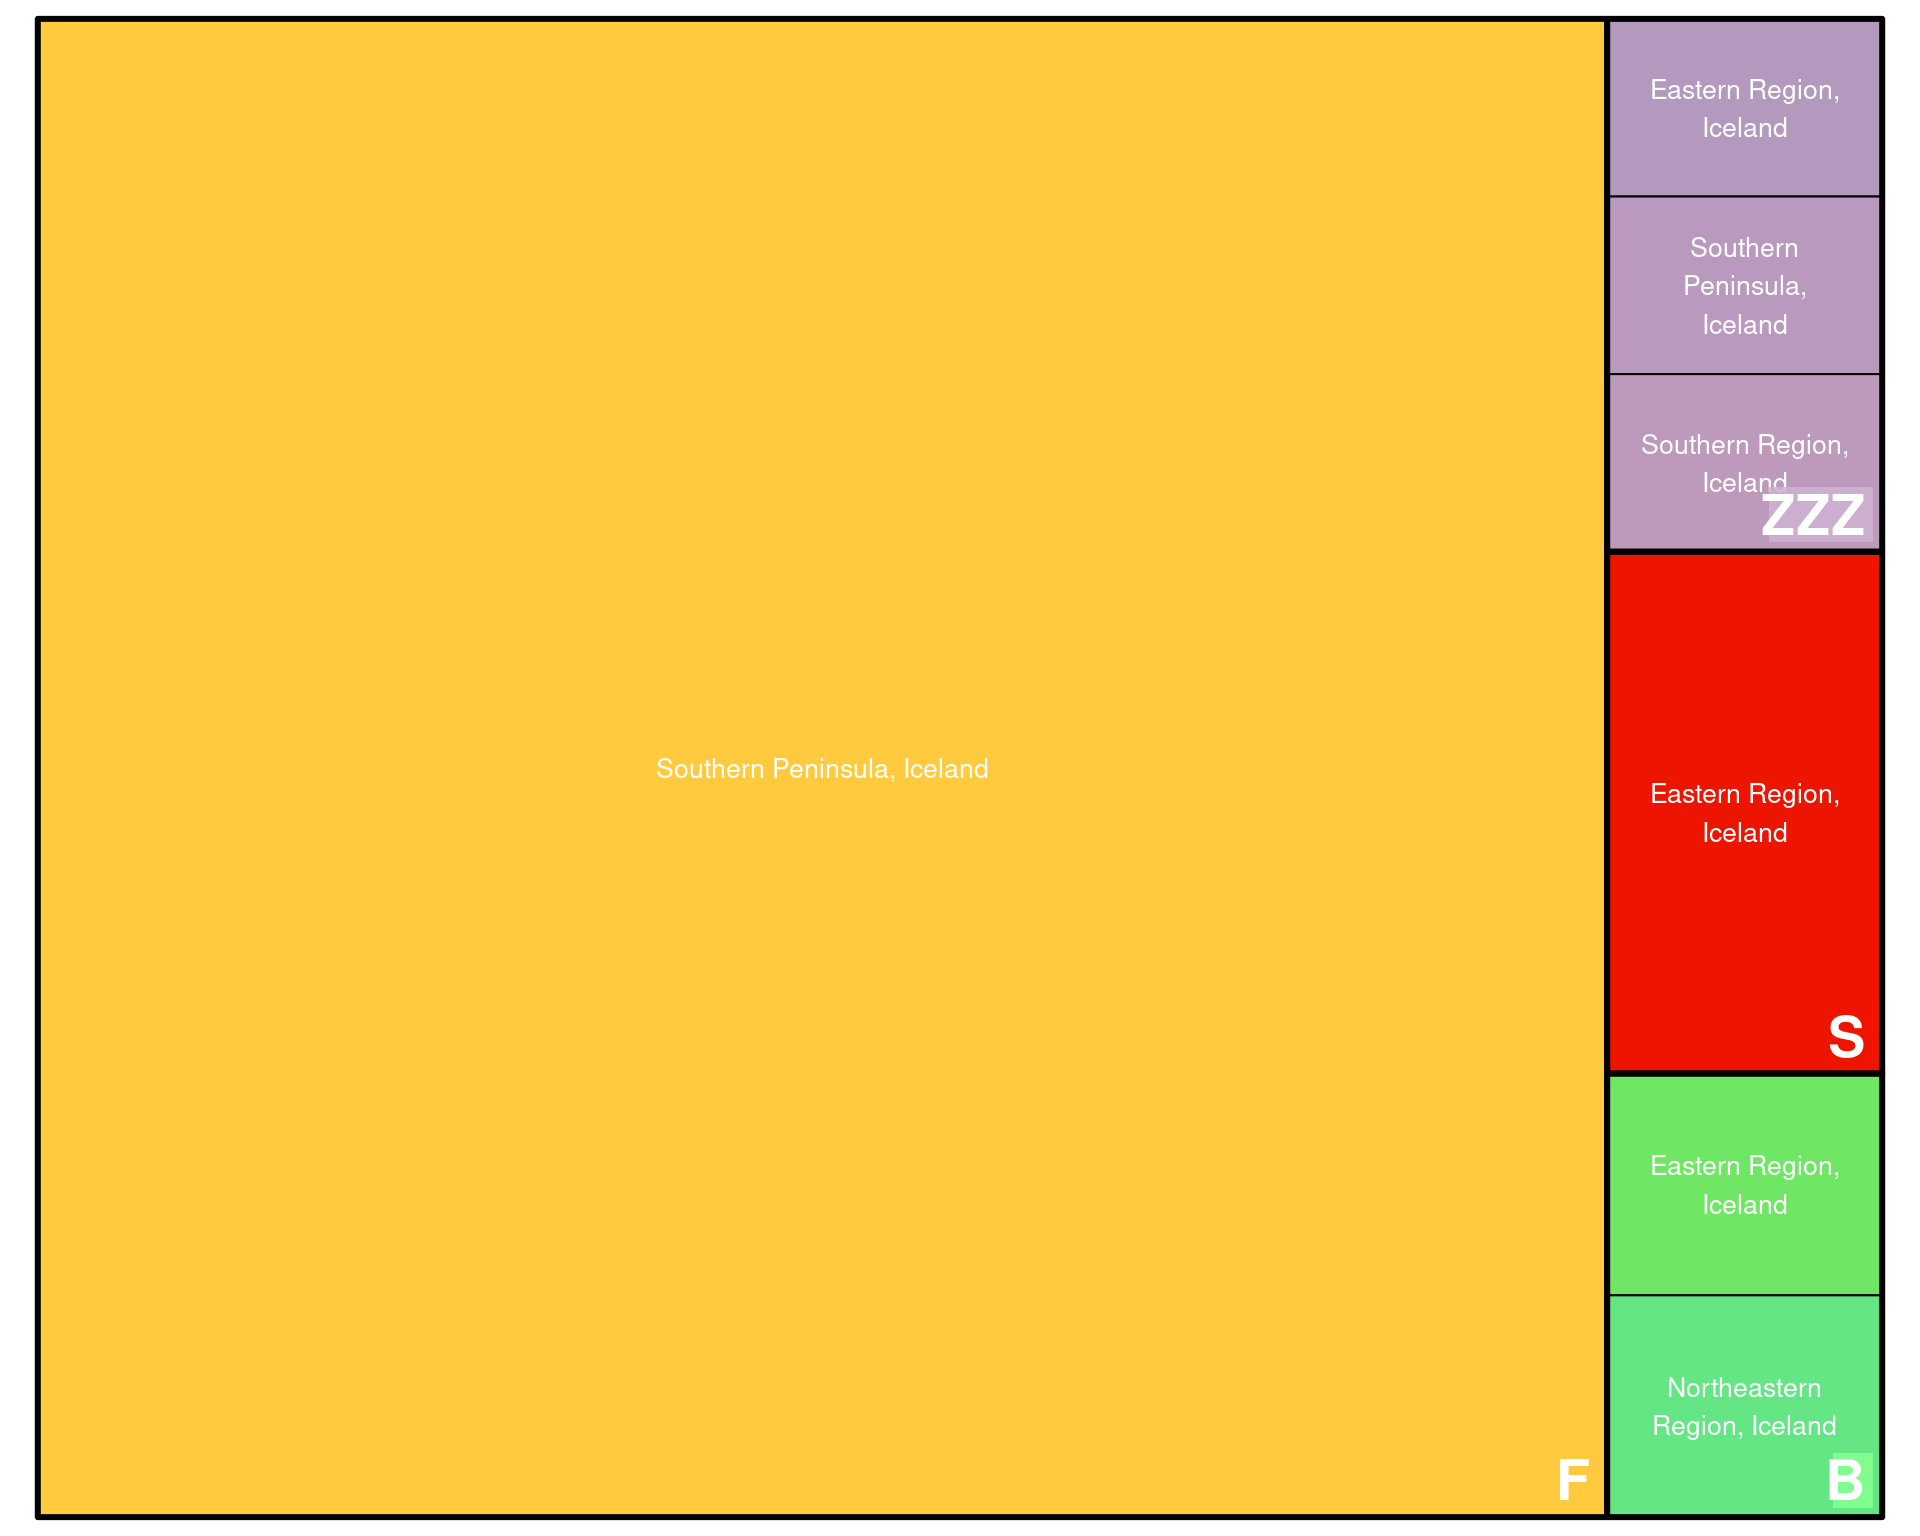 Southern Peninsula, Iceland
F
Eastern Region,
Iceland
Southern
Peninsula,
Iceland
Southern Region,
Iceland
ZZZ
Eastern Region,
Iceland
S
Eastern Region,
Iceland
Northeastern
Region, Iceland
B